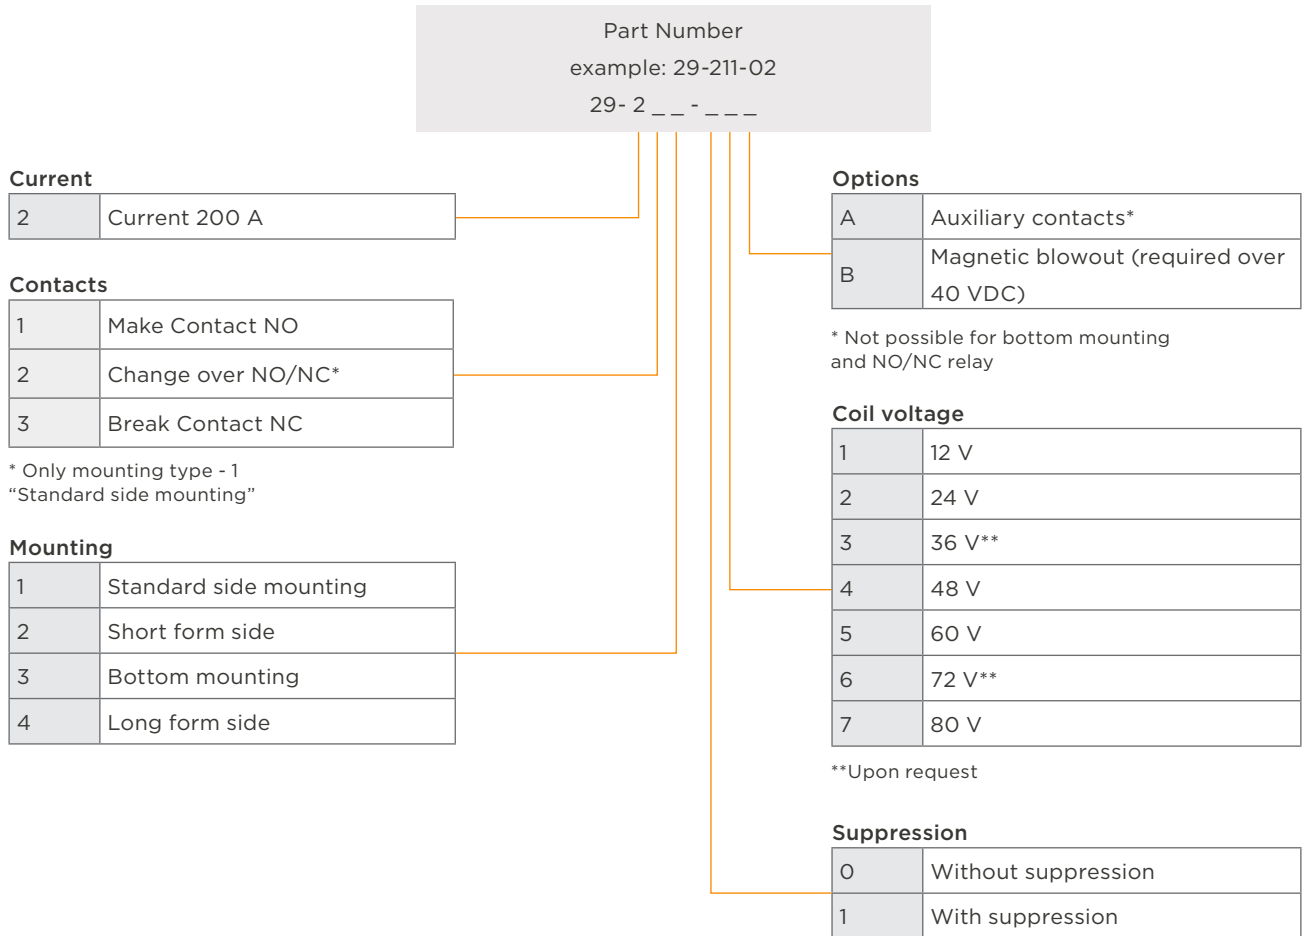 Part Number
example: 29-211-02
29- 2 _ _ - _ _ _
Current
2 Current 200 A
Contacts
1 Make Contact NO
2 Change over NO/NC*
3 Break Contact NC
* Only mounting type - 1
“Standard side mounting”
Mounting
1 Standard side mounting
2 Short form side
3 Bottom mounting
4 Long form side
Options
A Auxiliary contacts*
B Magnetic blowout (required over
40 VDC)
* Not possible for bottom mounting
and NO/NC relay
Coil voltage
1 12 V
2 24 V
3 36 V**
4 48 V
5 60 V
6 72 V**
7 80 V
**Upon request
Suppression
0 Without suppression
1 With suppression